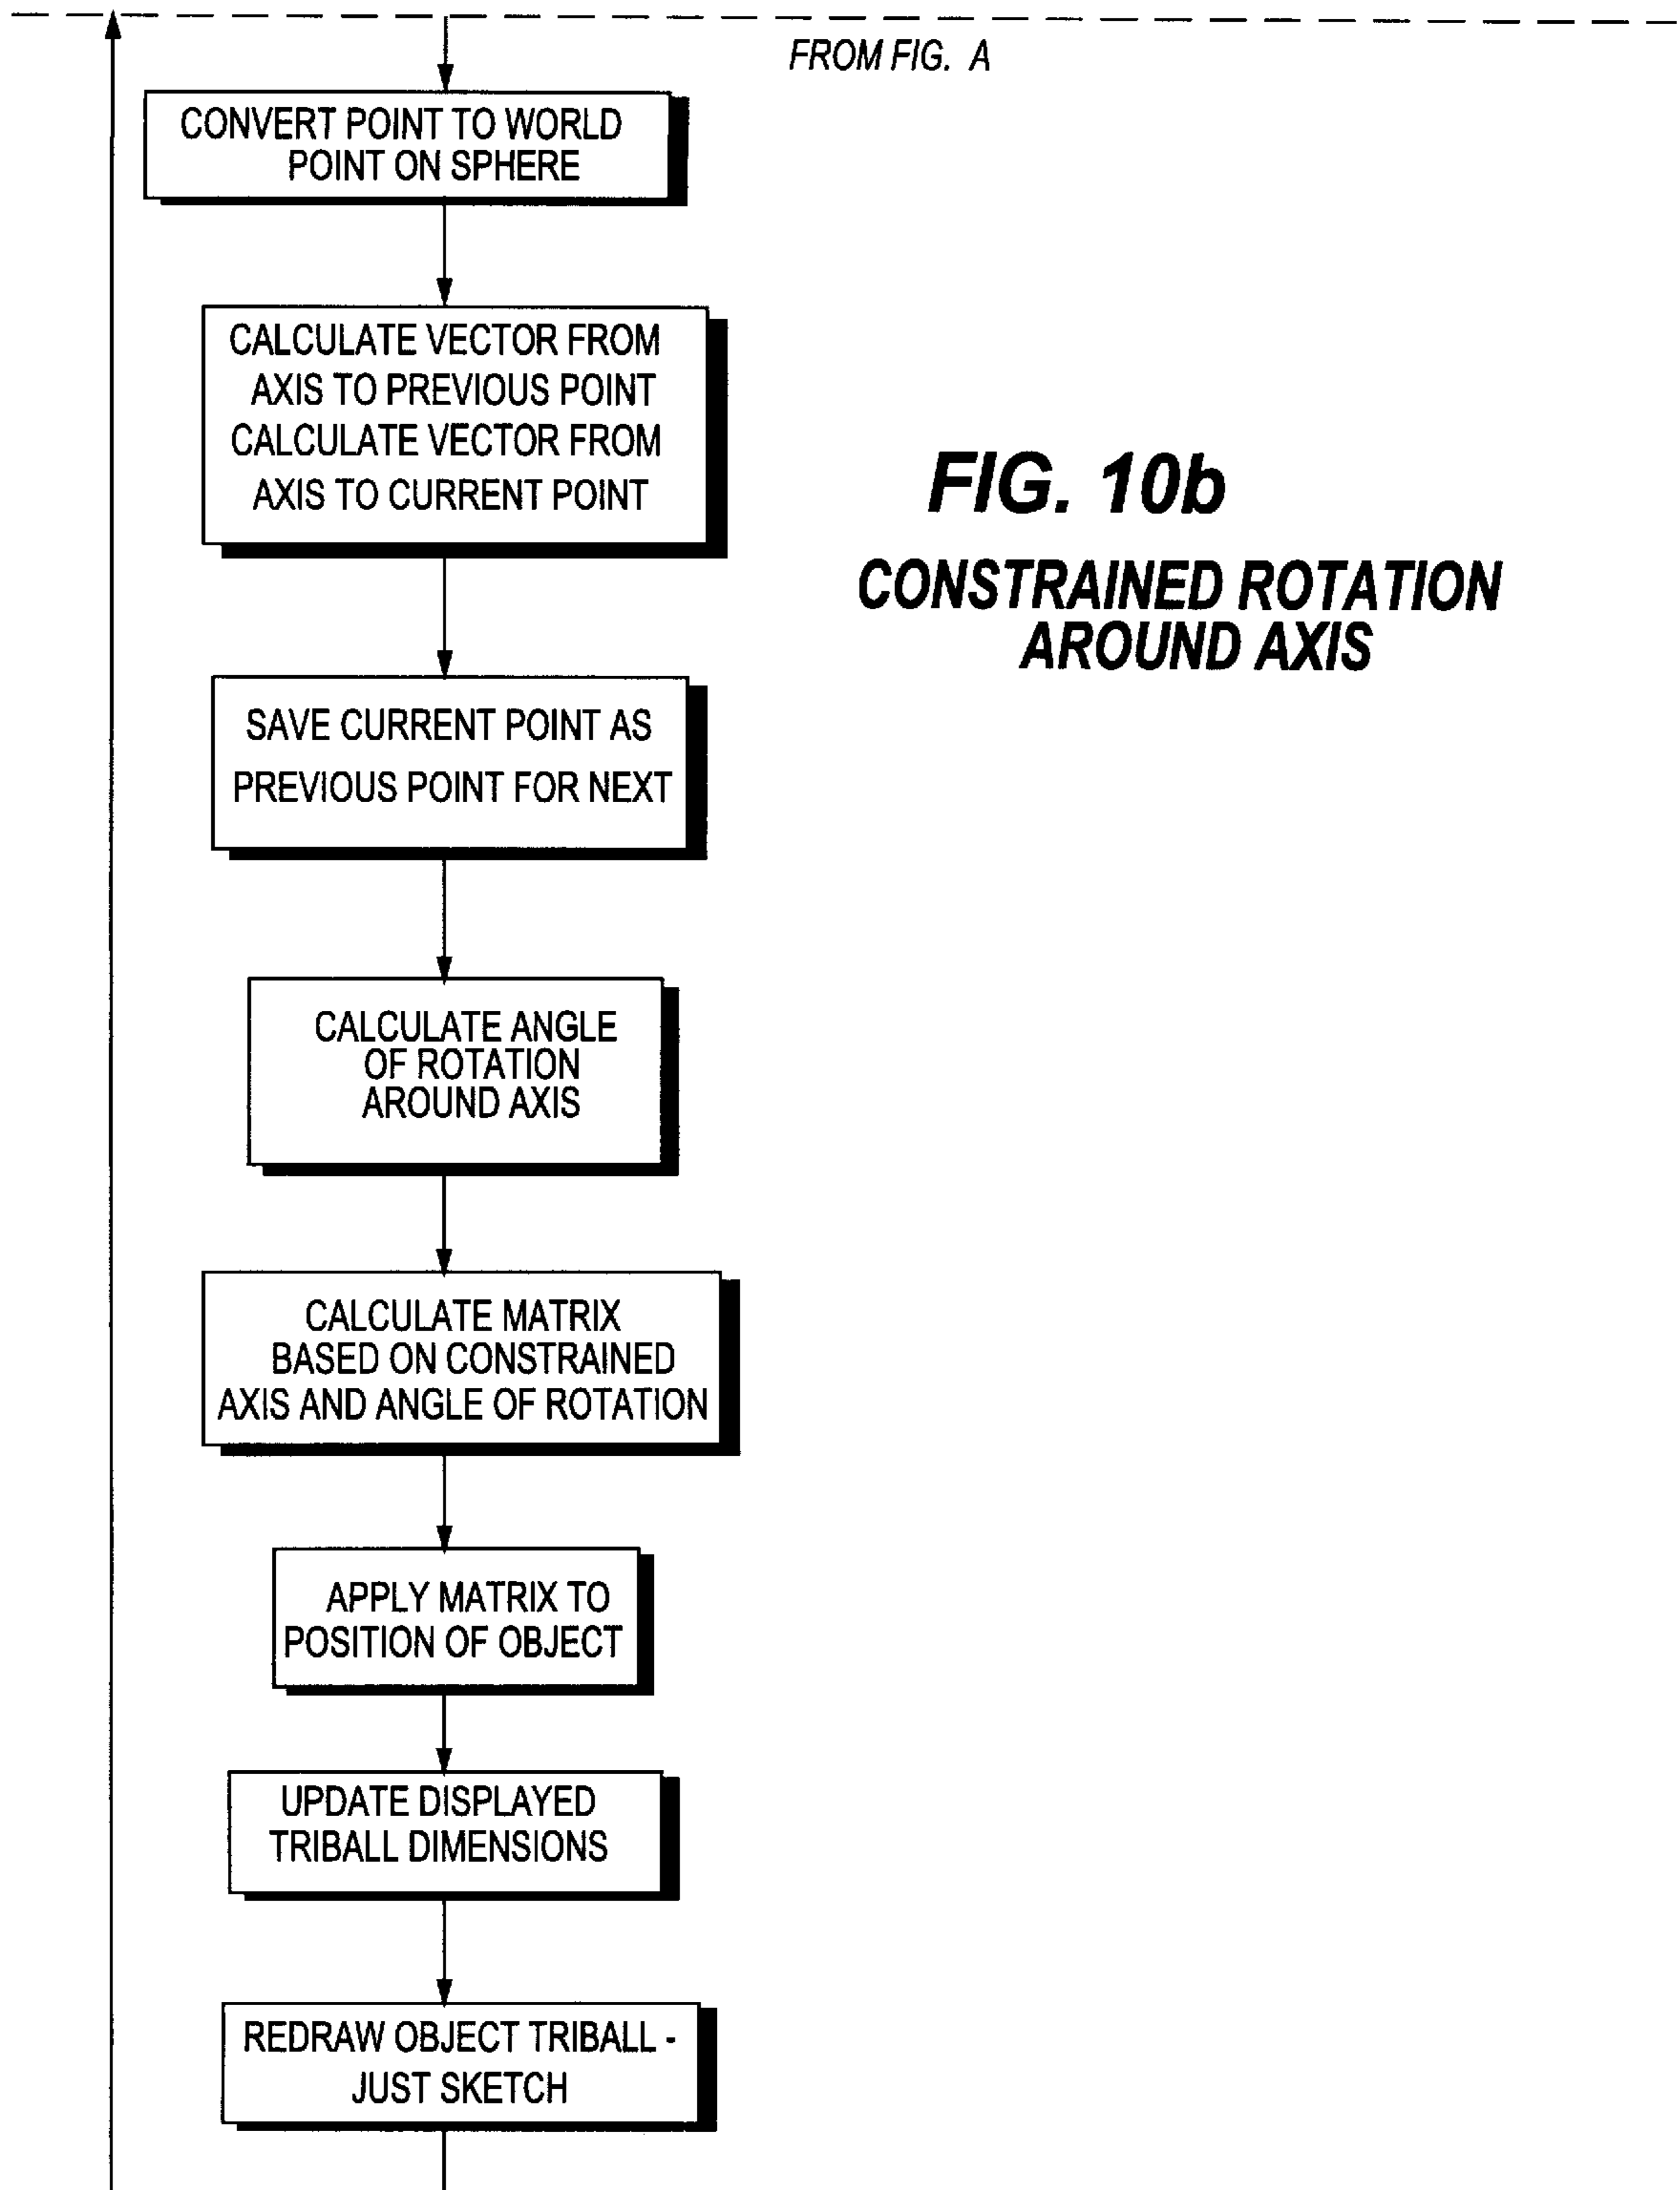 FROM FIG. A
CONVERT POINT TO WORLD
POINT ON SPHERE
CALCULATE VECTOR FROM
AXIS TO PREVIOUS POINT
CALCULATE VECTOR FROM
AXIS TO CURRENT POINT
FIG. 10b
CONSTRAINED ROTATION
AROUND AXIS
SAVE CURRENT POINT AS
PREVIOUS POINT FOR NEXT
CALCULATE ANGLE
OF ROTATION
AROUND AXIS
CALCULATE MATRIX
BASED ON CONSTRAINED
AXIS AND ANGLE OF ROTATION
APPLY MATRIX TO
POSITION OF OBJECT
UPDATE DISPLAYED
TRIBALL DIMENSIONS
REDRAW OBJECT TRIBALL -
JUST SKETCH